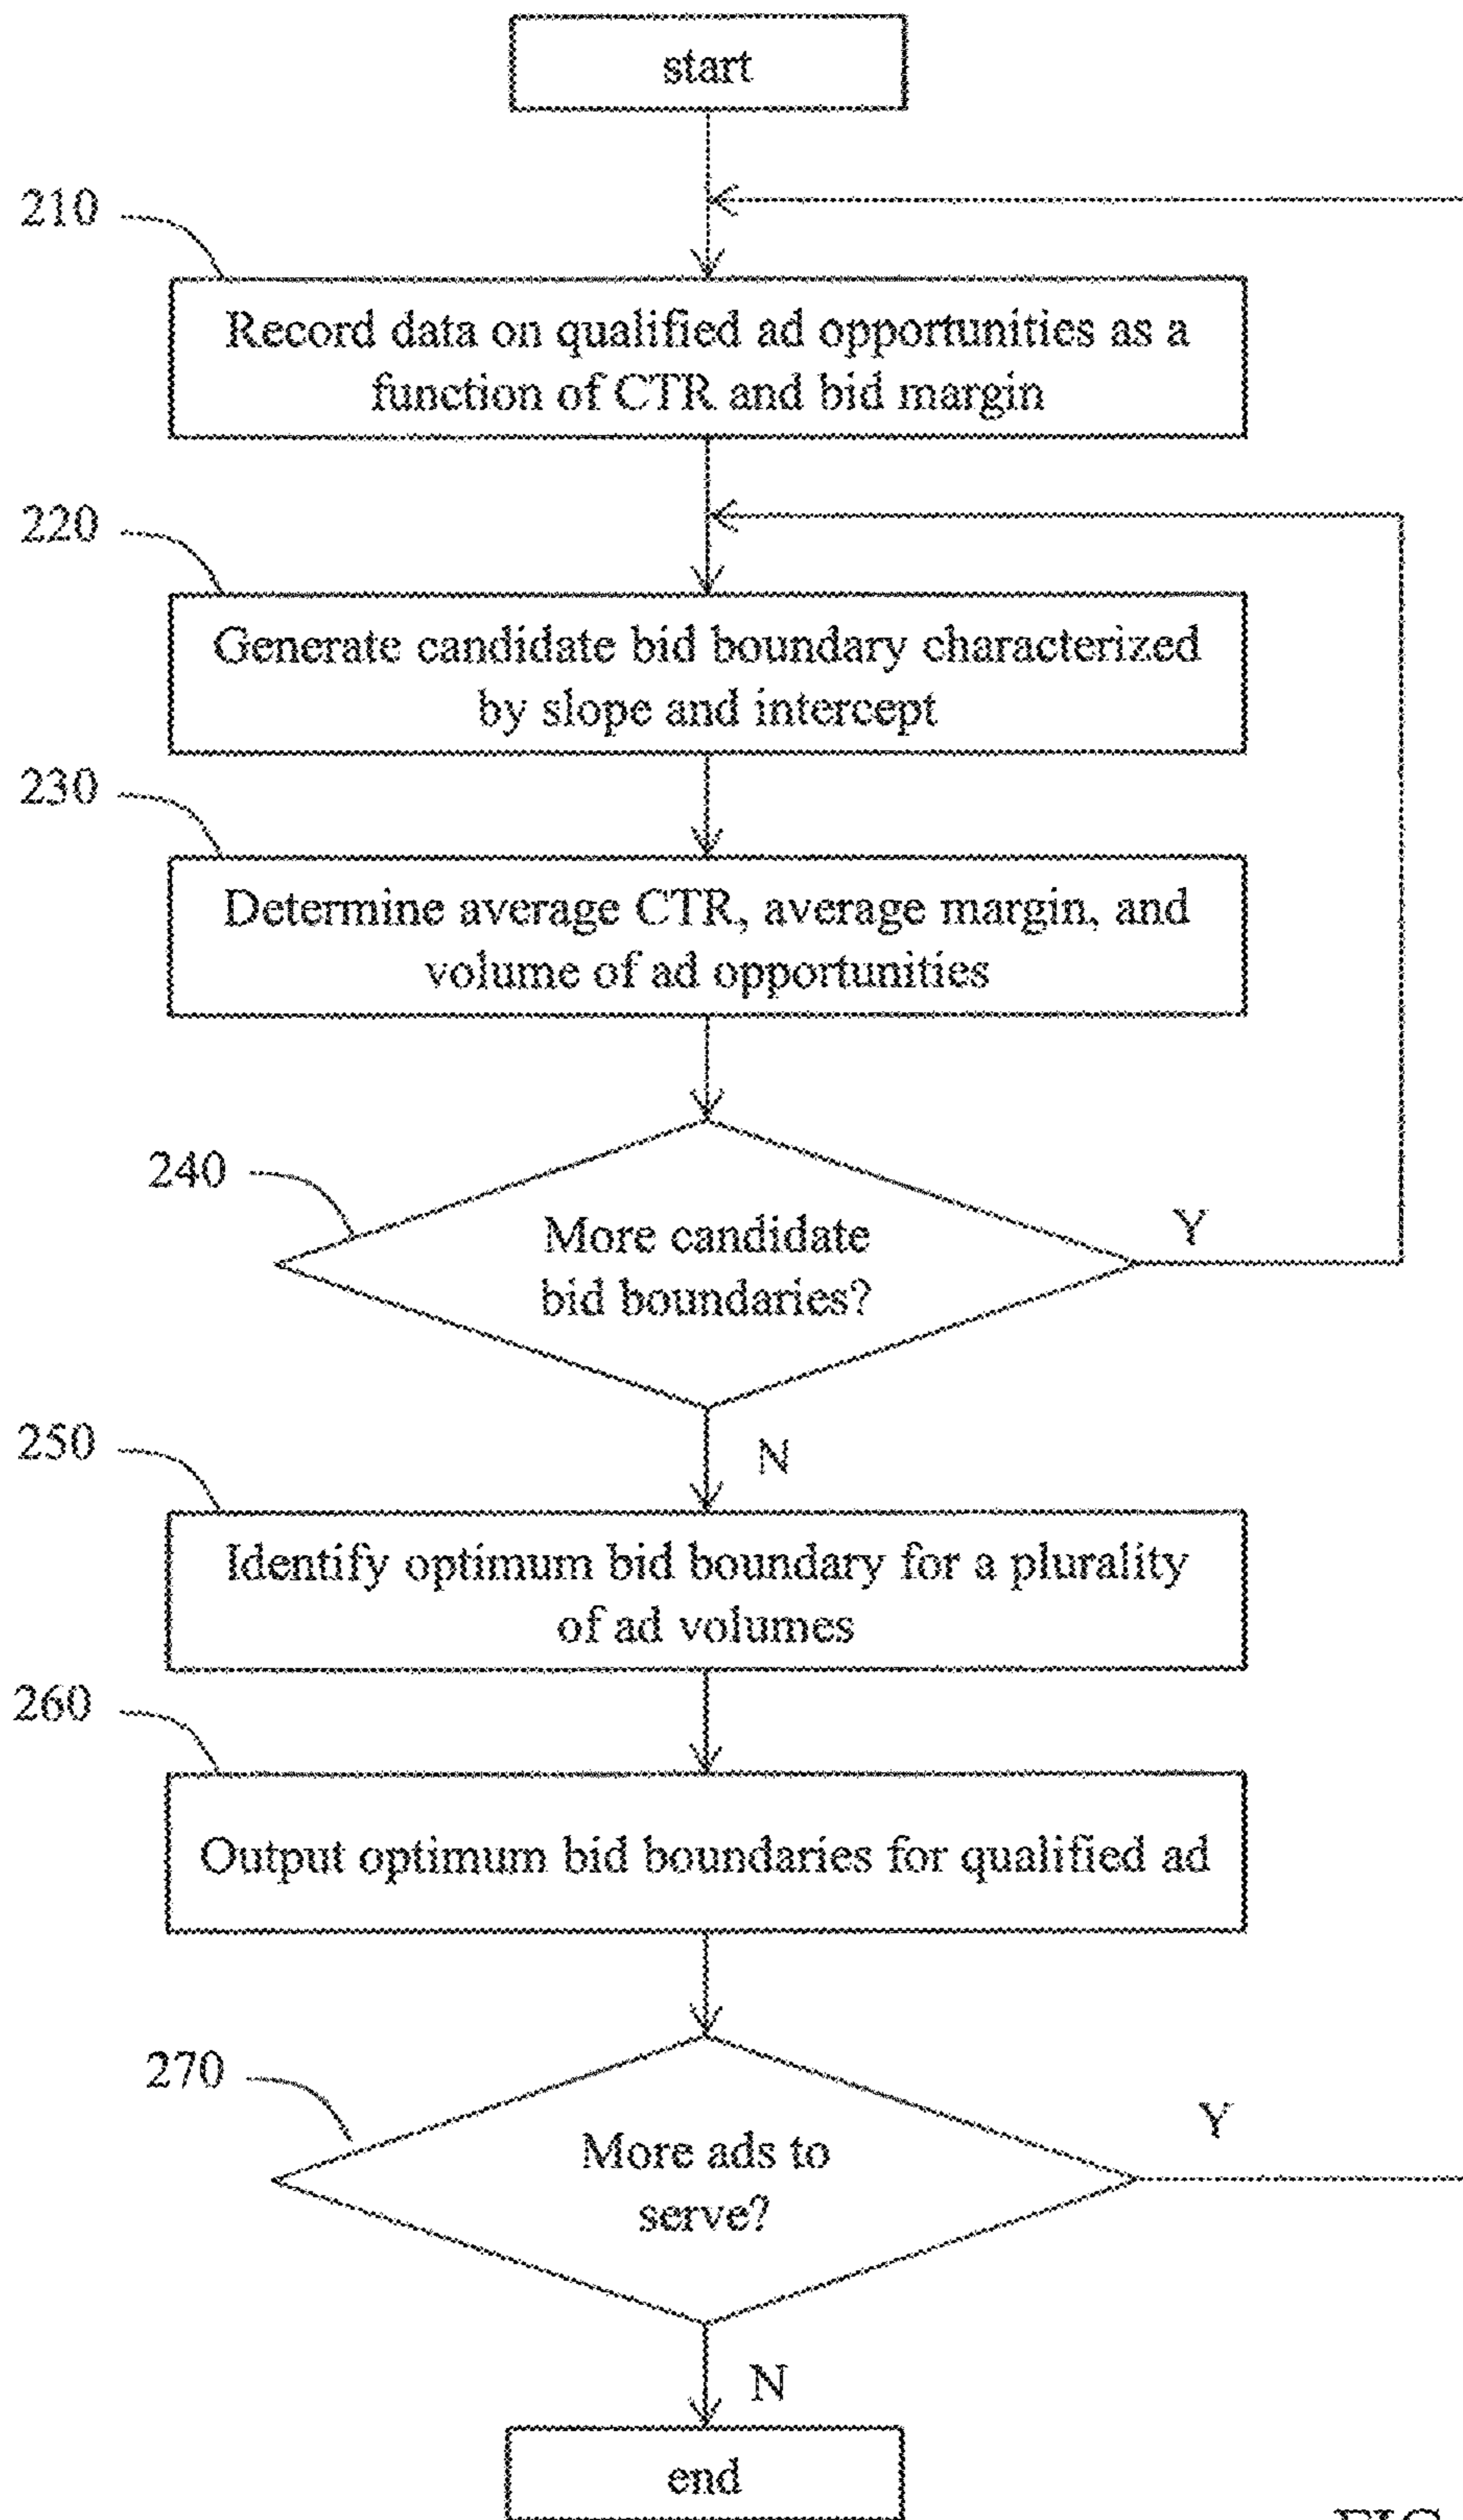 start
210
Record data on qualified ad opportunities as a
function of CTR and bid margin
220
Generate candidate bid boundary characterized
by slope and intercept
230
Determine average CTR, average margin, and
volume of ad opportunities
240
More candidate
bid boundaries?
Y
N
250
Identify optimum bid boundary for a plurality
of ad volumes
260
Output optimum bid boundaries for qualified ad
270
More ads to
serve?
Y
N
end